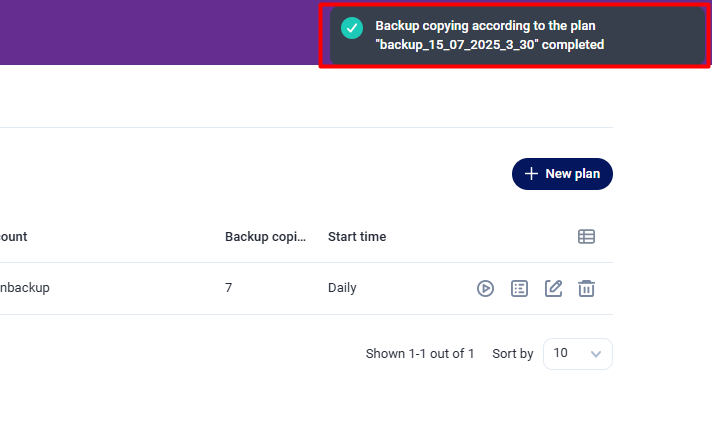 Backup copying according to the plan
"backup_15_07_2025_3_30" completed
New plan
ount Backup copi... Start time
nbackup 7 Daily
Shown 1-1 out of 1 Sort by 10